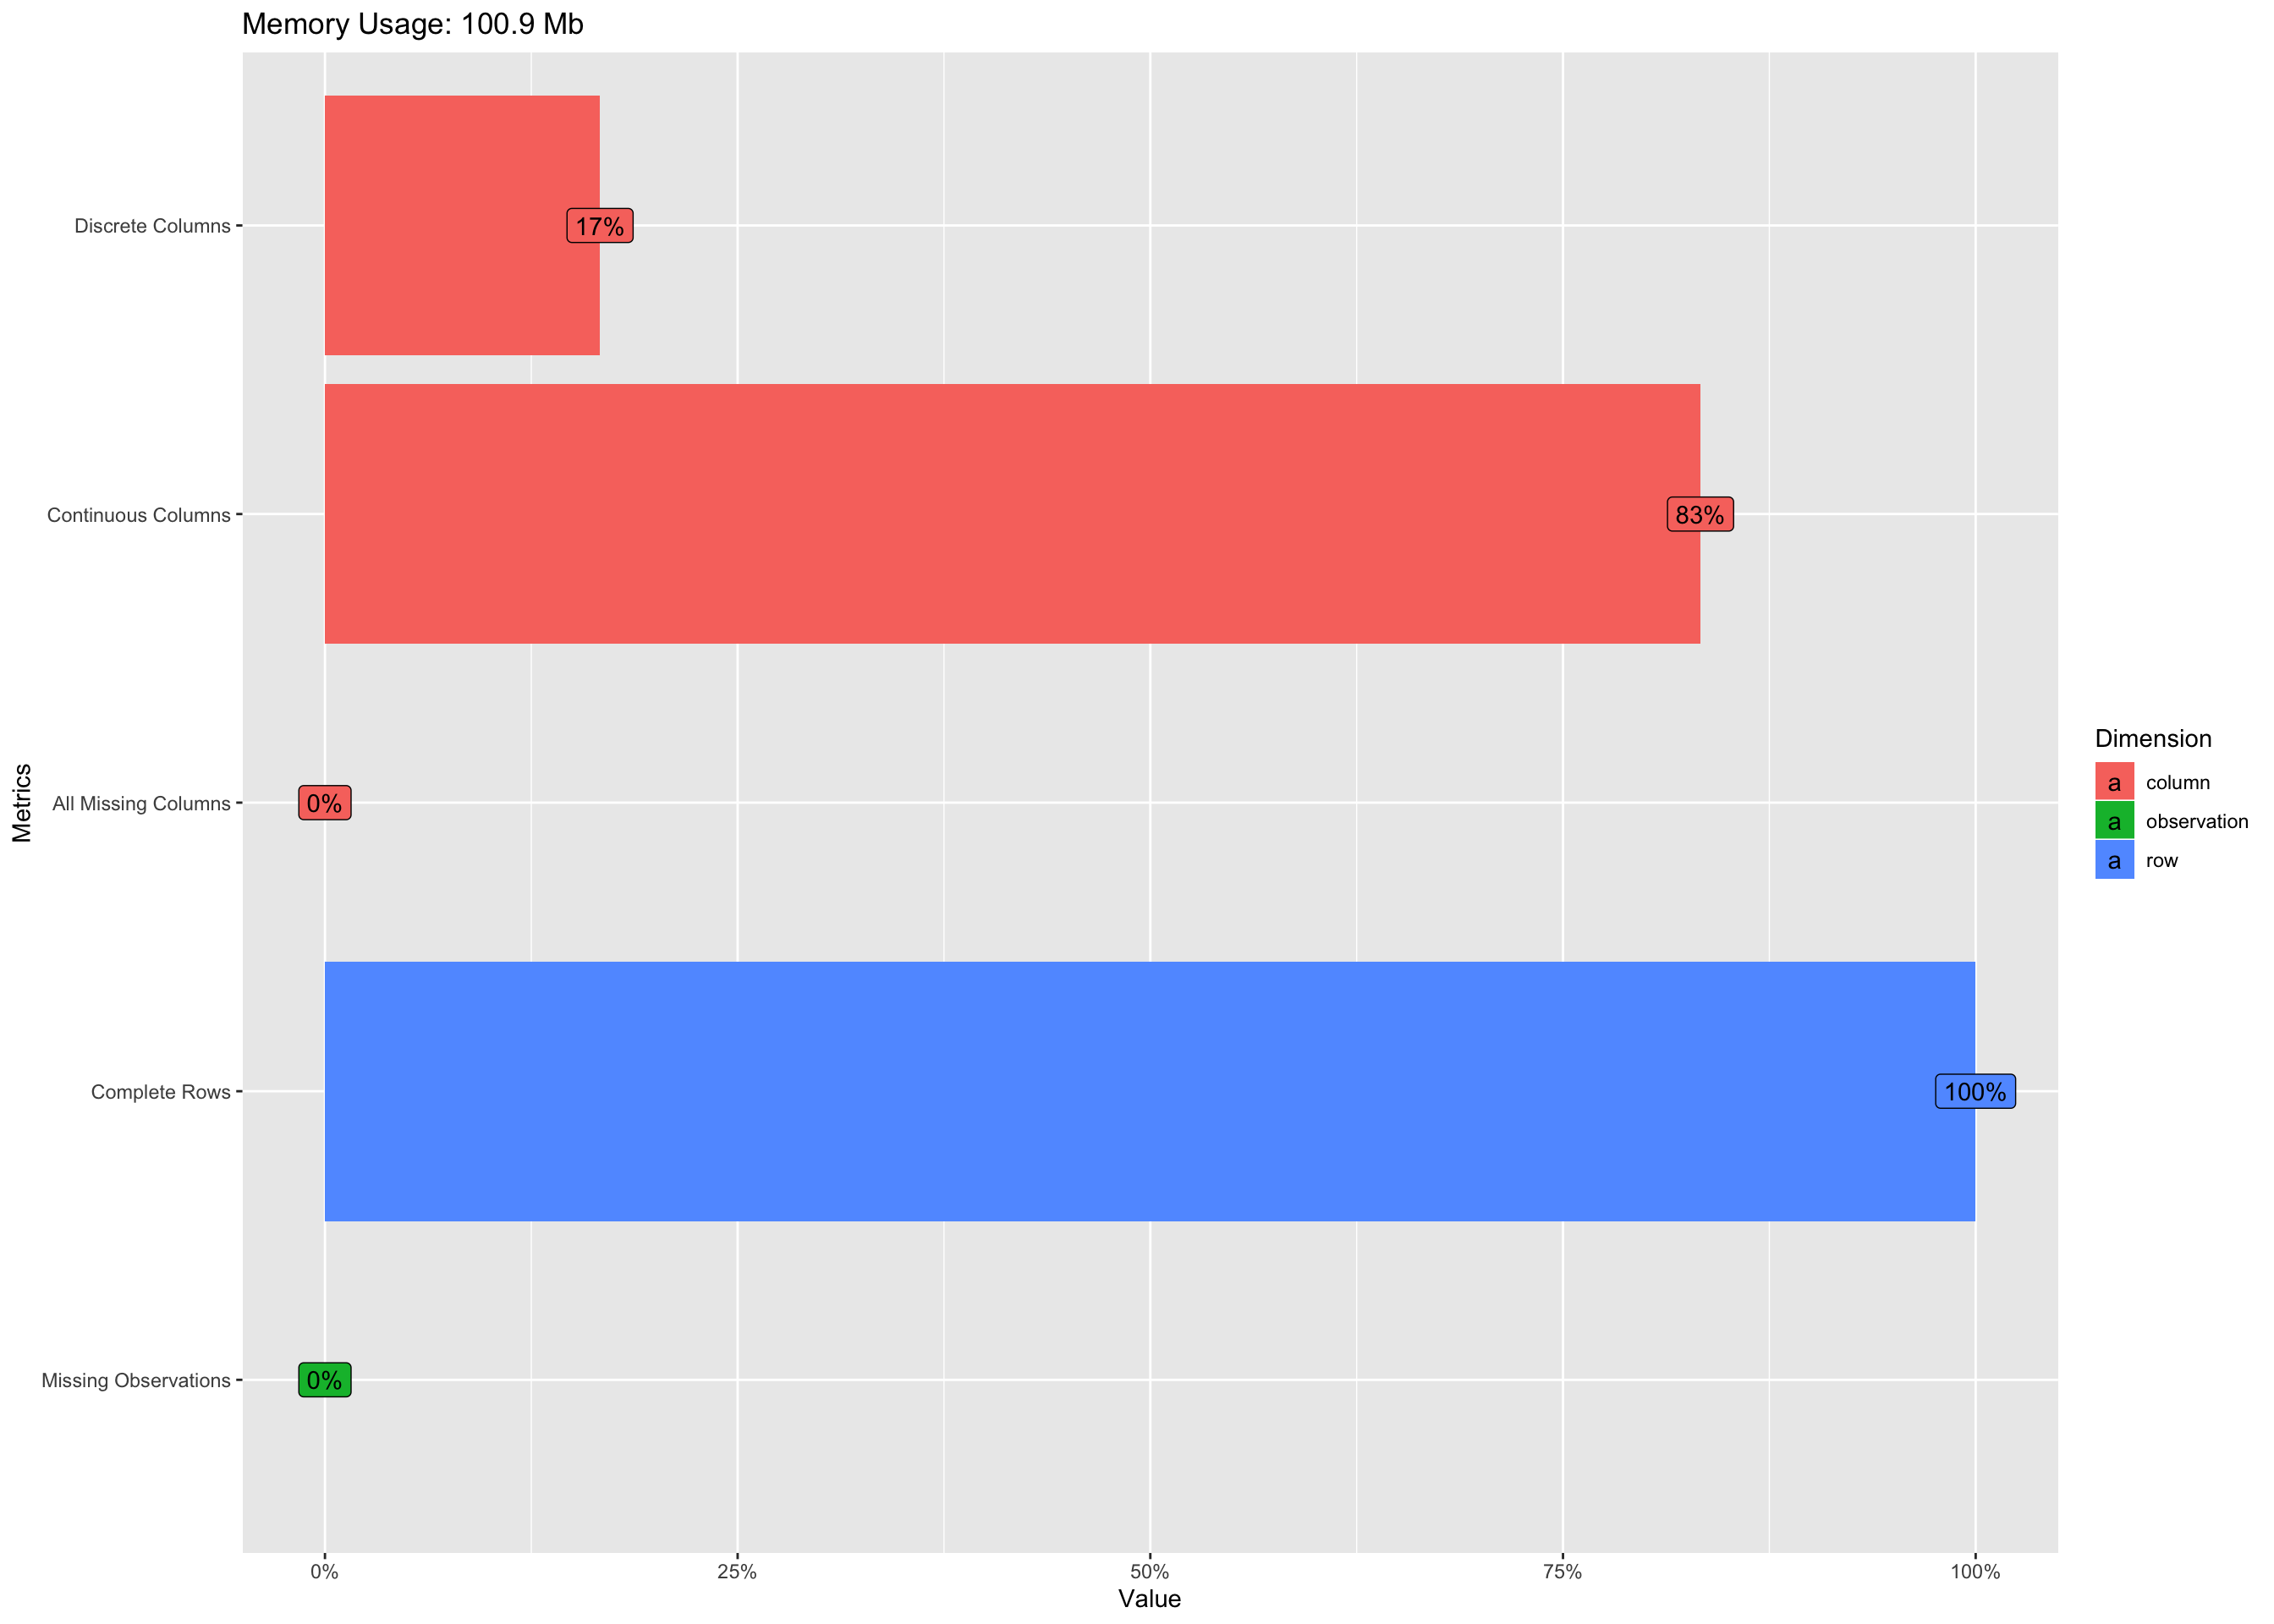 Memory Usage: 100.9 Mb
Discrete Columns
17%
Continuous Columns
83%
All Missing Columns
0%
Complete Rows
100%
Missing Observations
0%
Metrics
0%
25%
50%
75%
100%
Value
Dimension
a column
a observation
a row